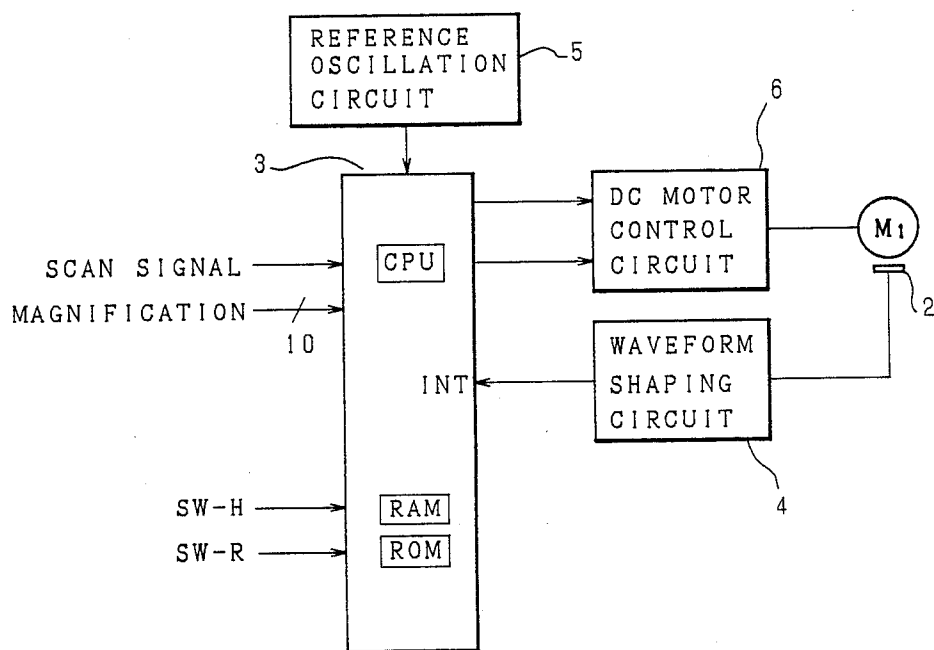 REFERENCE
OSCILLATION
CIRCUIT
5
6
3
DC MOTOR
CONTROL
CIRCUIT
M1
CPU
SCAN SIGNAL
MAGNIFICATION
10
2
WAVEFORM
SHAPING
CIRCUIT
INT
4
SW-H
RAM
SW-R
ROM